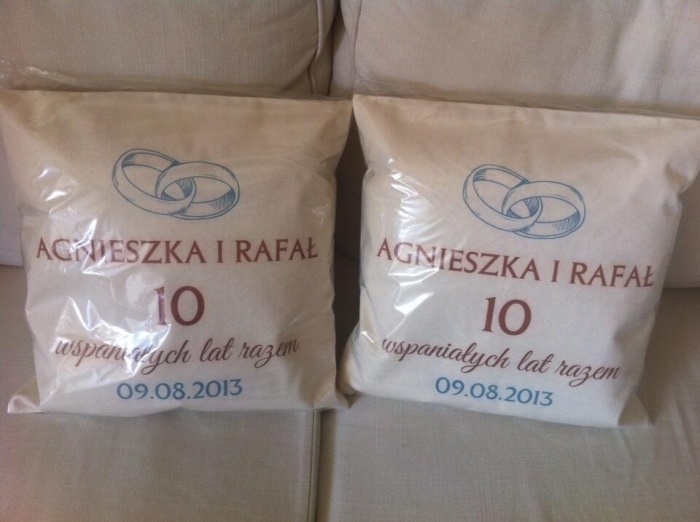 AGNIESZKA I RAFAŁ
10
wspaniałych lat razem
09.08.2013
AGNIESZKA I RAFAŁ
10
wspaniałych lat razem
09.08.2013